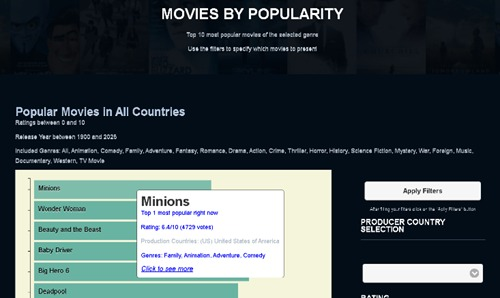 MOVIES BY POPULARITY
Top 10 most popular movies of the selected genre
Use the filters to specify which movies to present
Popular Movies in All Countries
Ratings between 0 and 10
Release Year between 1900 and 2025
Included Genres: All, Animation, Comedy, Family, Adventure, Fantasy, Romance, Drama, Action, Crime, Thriller, Horror, History, Science Fiction, Mystery, War, Foreign, Music,
Documentary, Western, TV Movie
Minions
Wonder Woman
Beauty and the Beast
Baby Driver
Big Hero 6
Deadpool
Minions
Top 1 most popular right now
Rating: 6.4/10 (4729 votes)
Production Countries: (US) United States of America
Genres: Family, Animation, Adventure, Comedy
Click to see more
Apply Filters
After filling your filters click on the "Apply Filters" button
PRODUCER COUNTRY
SELECTION
RATING